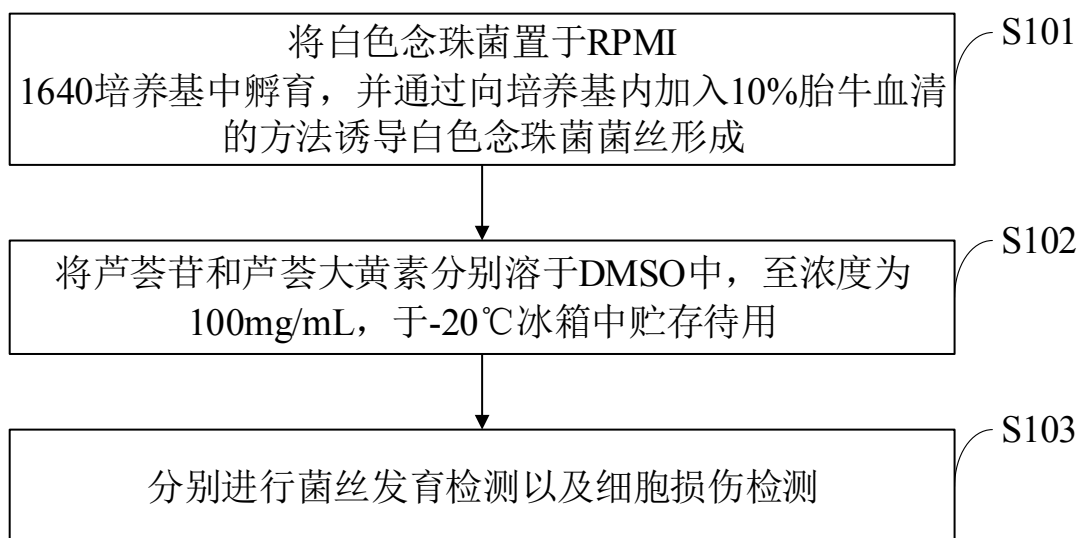 将白色念珠菌置于RPMI
1640培养基中孵育，并通过向培养基内加入10%胎牛血清
的方法诱导白色念珠菌菌丝形成
S101
将芦荟苷和芦荟大黄素分别溶于DMSO中，至浓度为
100mg/mL，于-20℃冰箱中贮存待用
S102
分别进行菌丝发育检测以及细胞损伤检测
S103